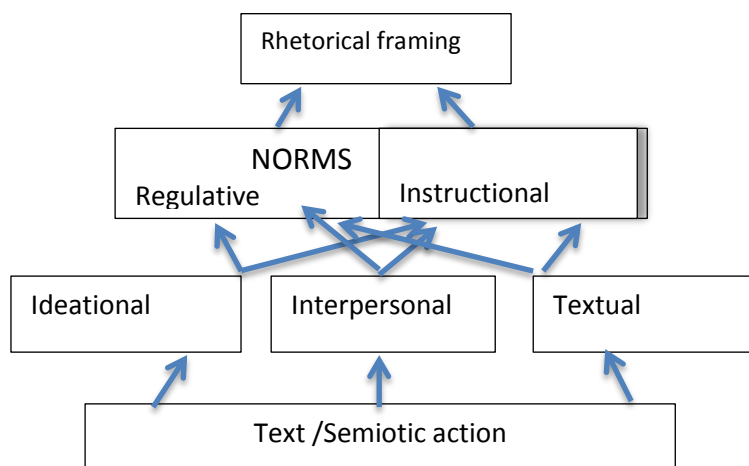 Rhetorical framing
NORMS
Regulative
Instructional
Ideational
Interpersonal
Textual
Text /Semiotic action